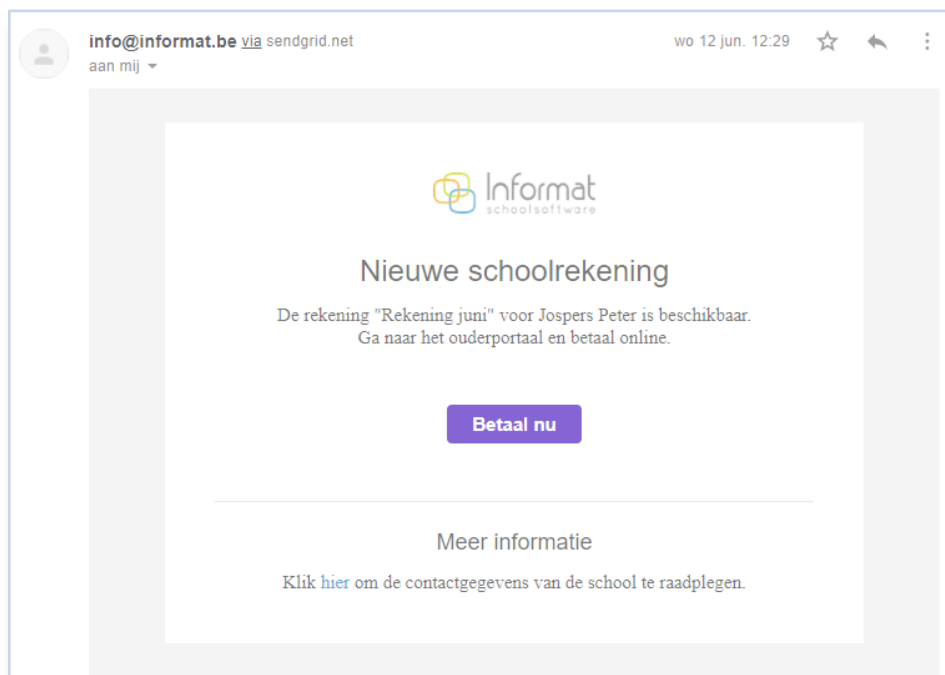 info@informat.be via sendgrid.net
wo 12 jun. 12:29
aan mij
Informat
schoolsoftware
Nieuwe schoolrekening
De rekening "Rekening juni" voor Jospers Peter is beschikbaar.
Ga naar het ouderportaal en betaal online.
Betaal nu
Meer informatie
Klik hier om de contactgegevens van de school te raadplegen.